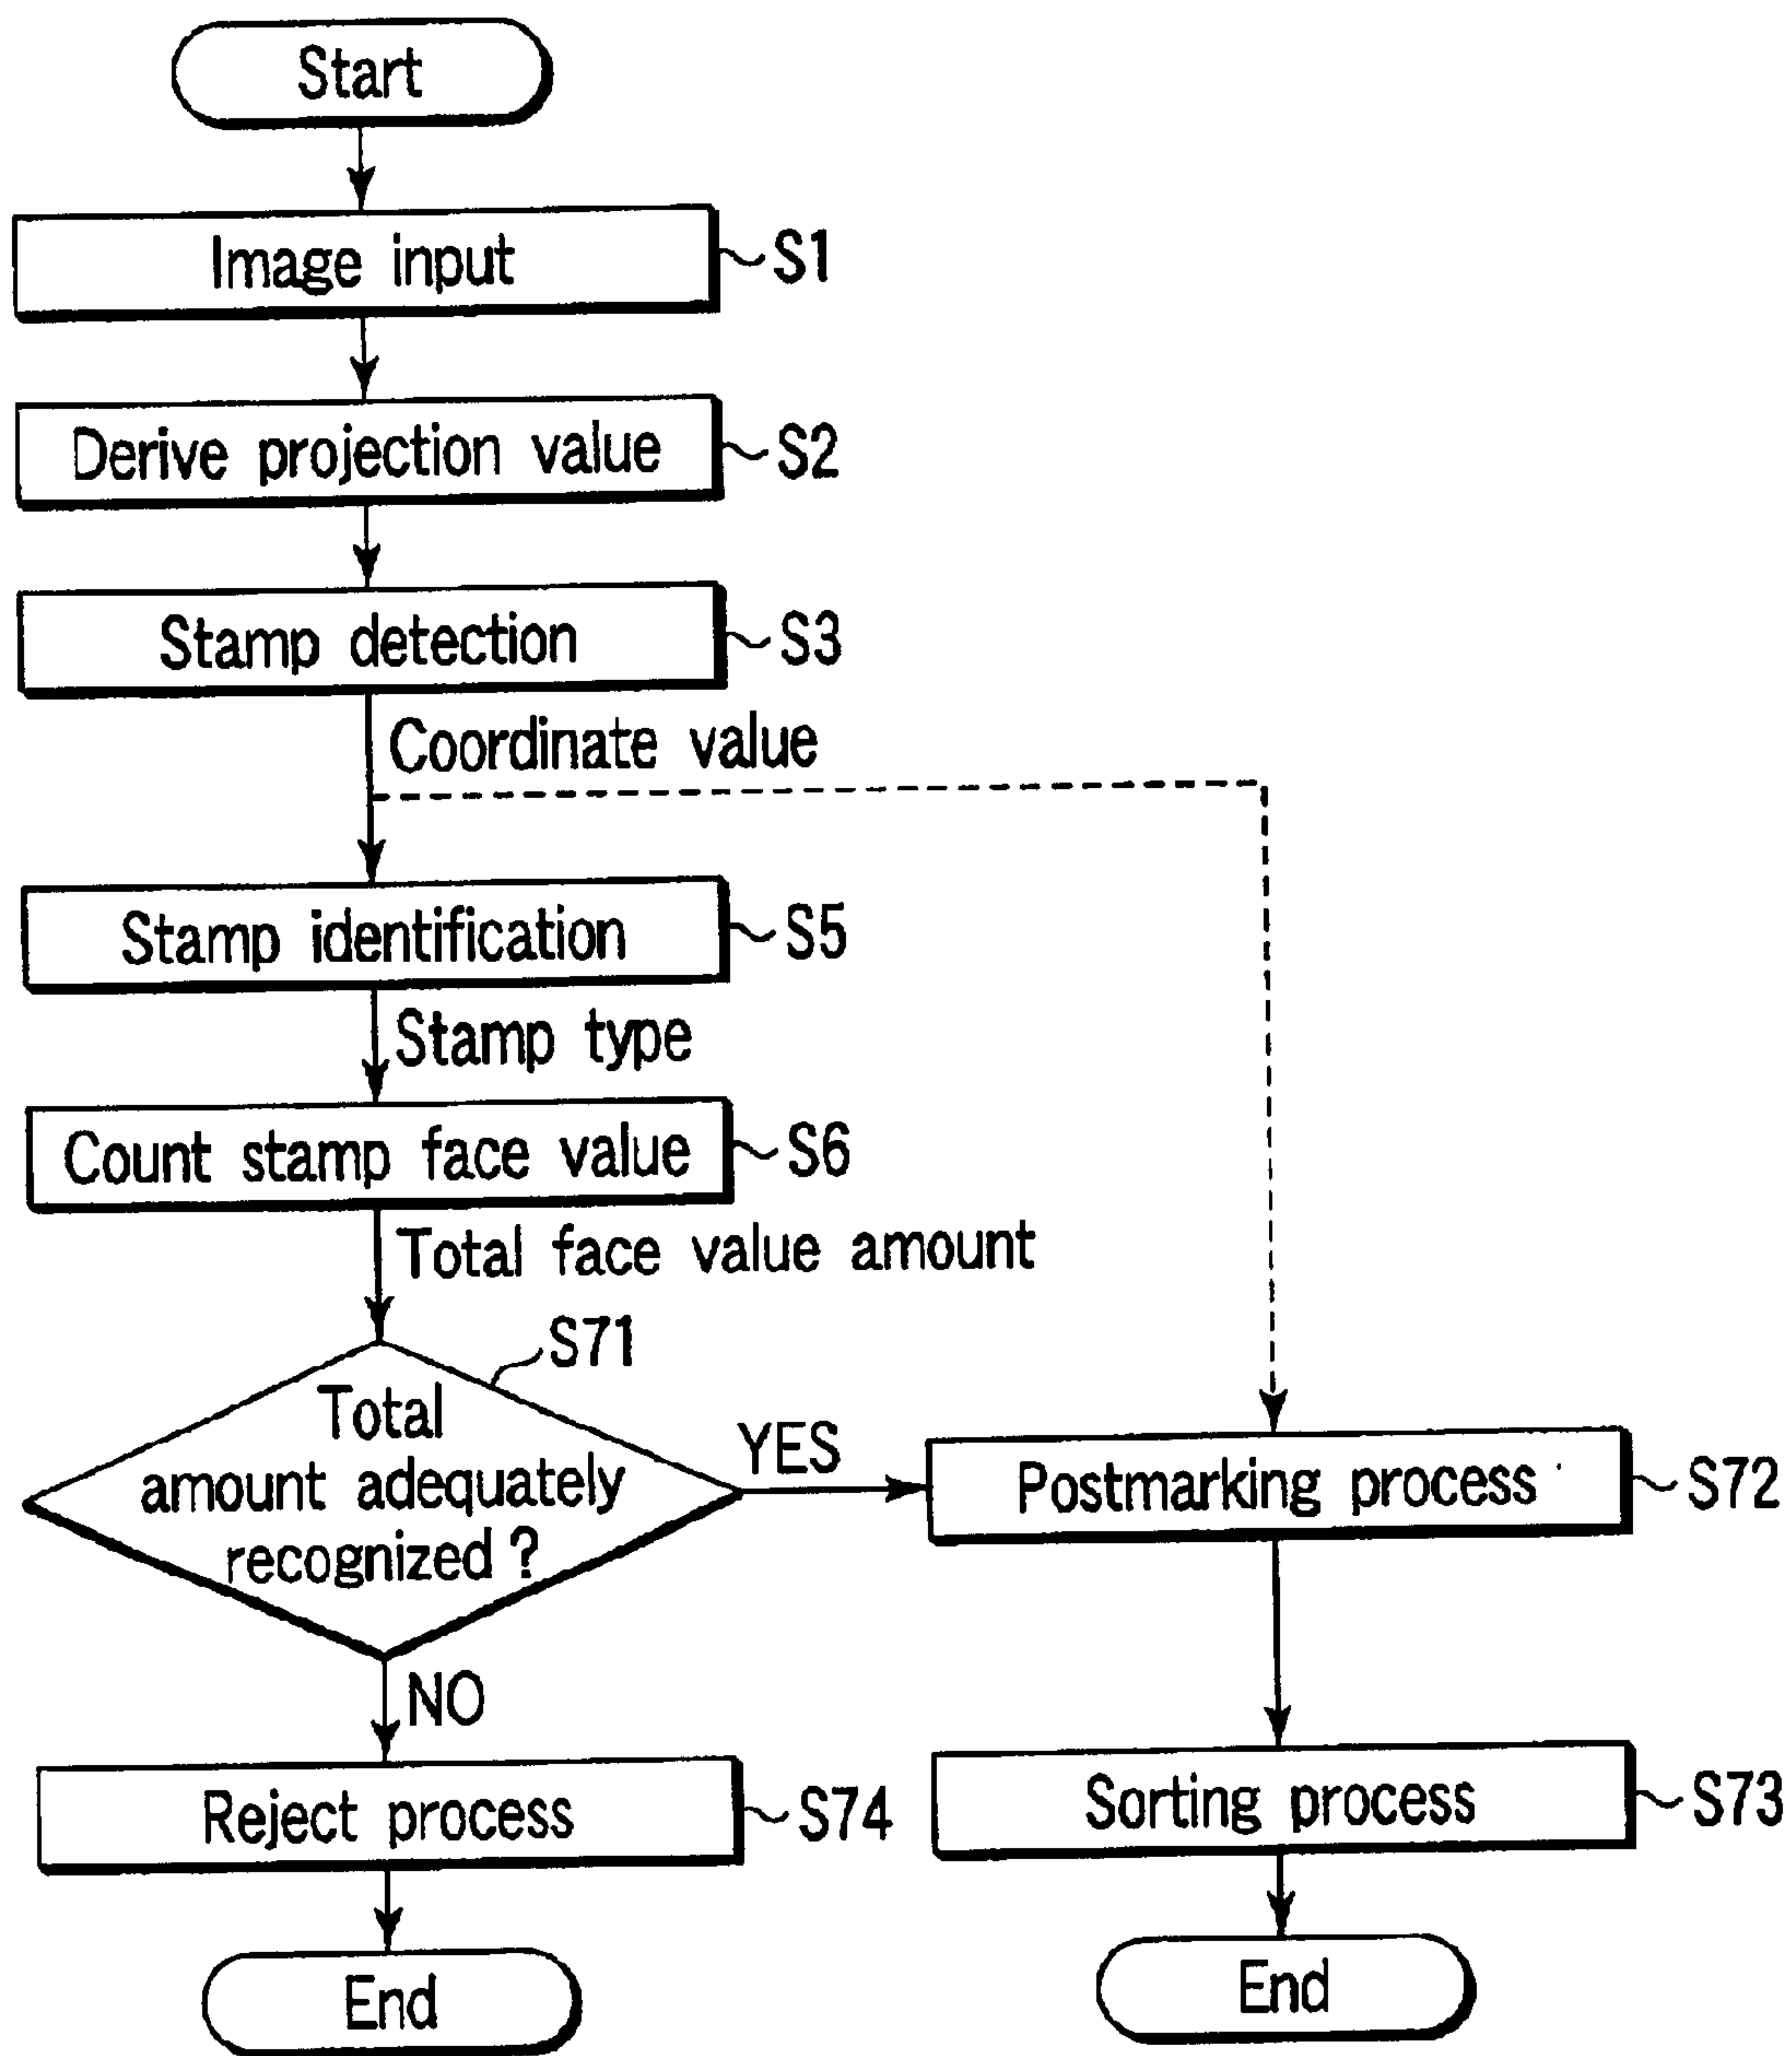 Start
Image input
S1
Derive projection value
S2
Stamp detection
S3
Coordinate value
Stamp identification
S5
Stamp type
Count stamp face value
S6
Total face value amount
S71
Total
amount adequately
recognized ?
YES
Postmarking process
S72
NO
Reject process
S74
Sorting process
S73
End
End